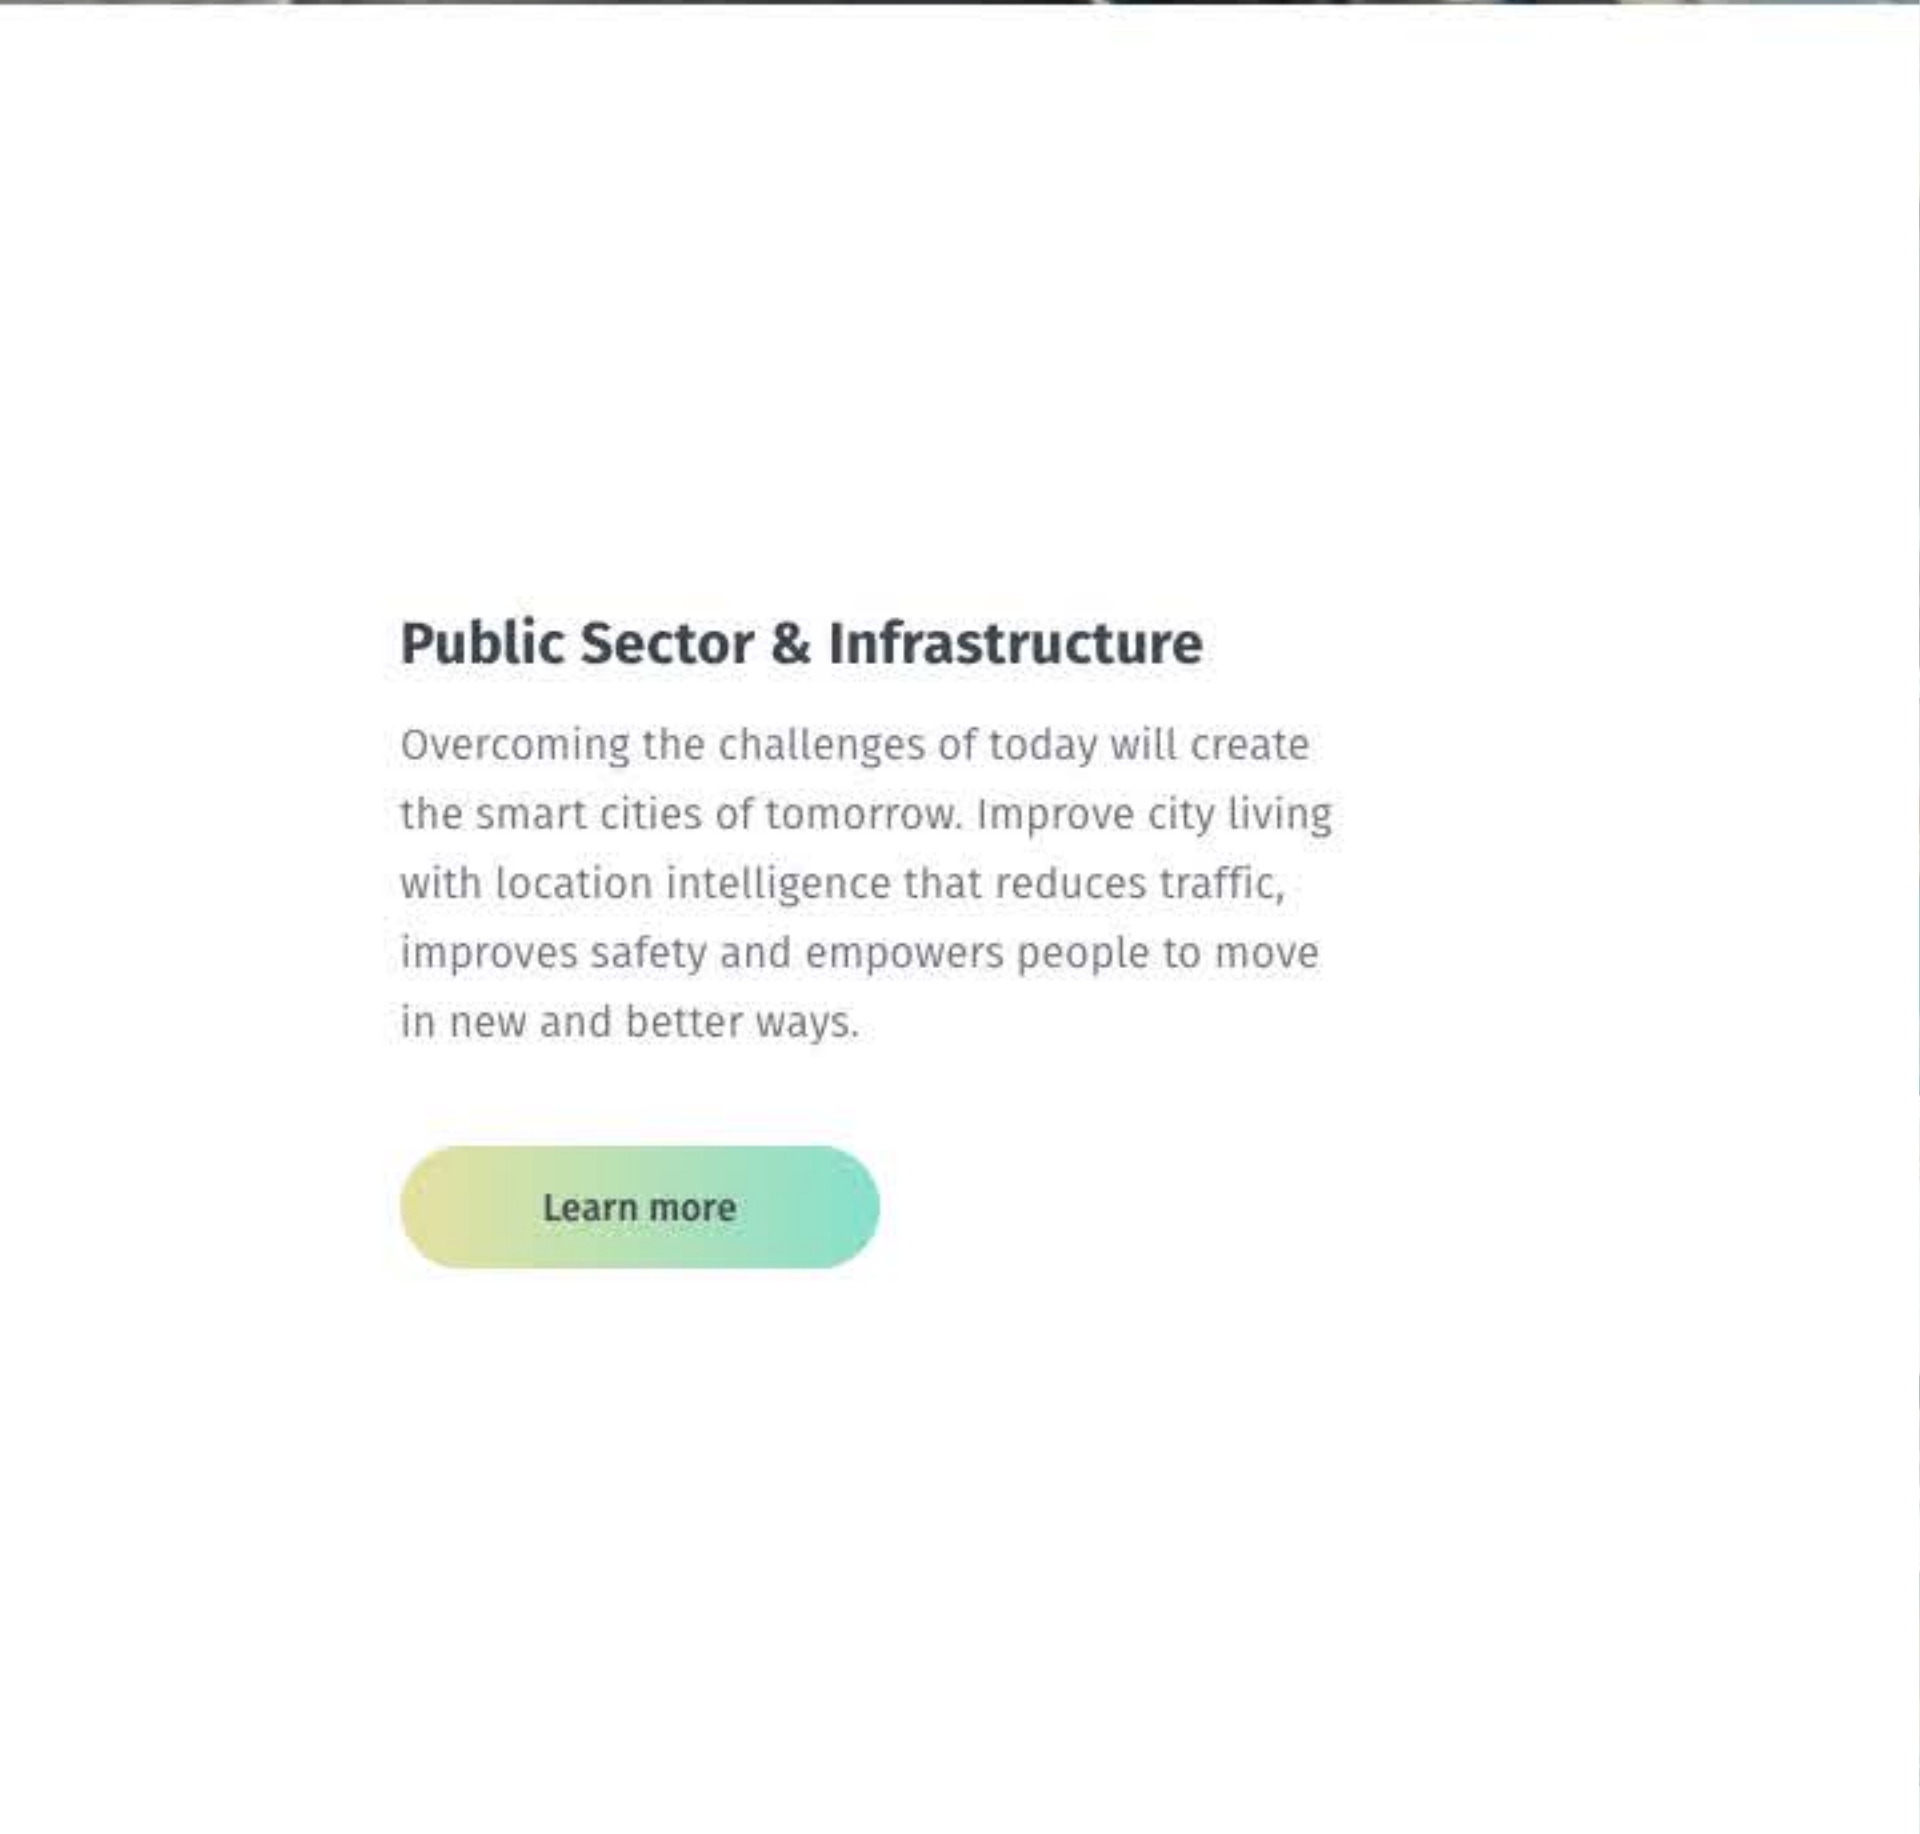 Public Sector & Infrastructure
Overcoming the challenges of today will create
the smart cities of tomorrow. Improve city living
with location intelligence that reduces traffic,
improves safety and empowers people to move
in new and better ways.
Learn more